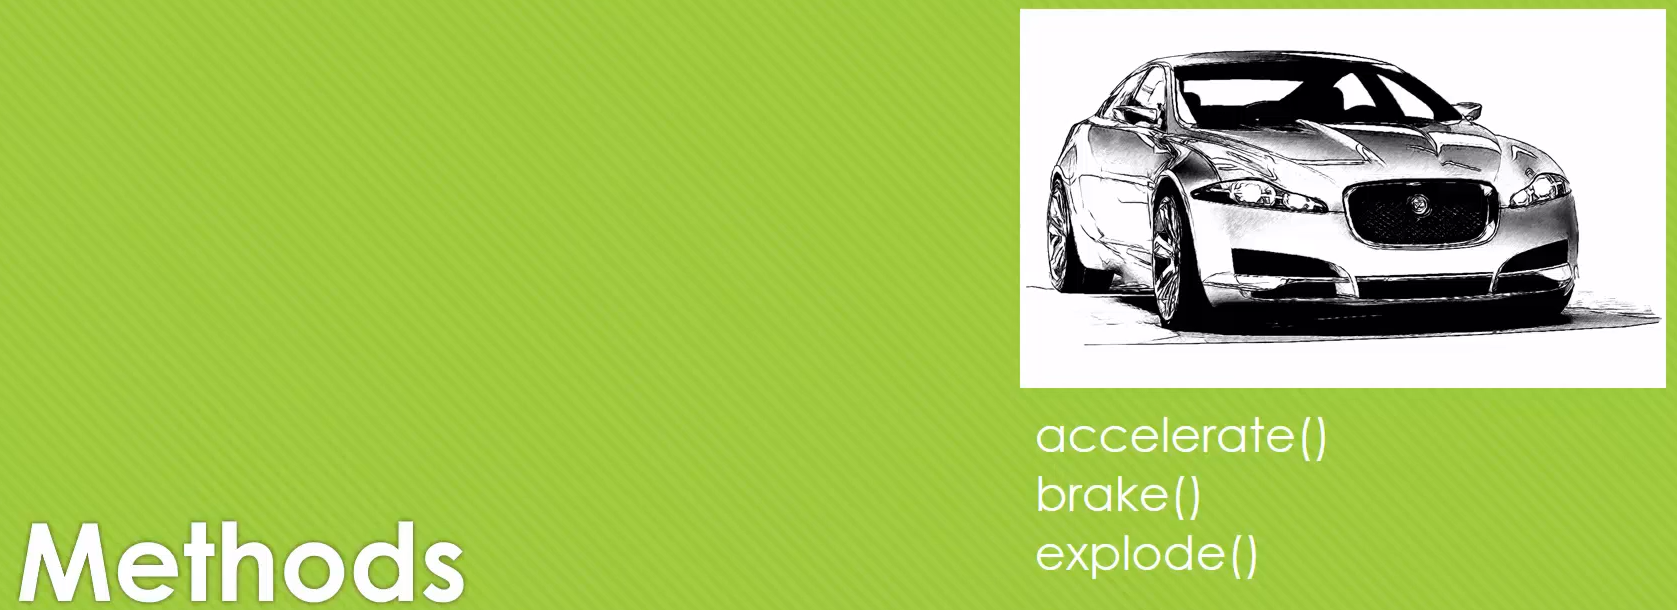 accelerate()
brake()
explode()
Methods